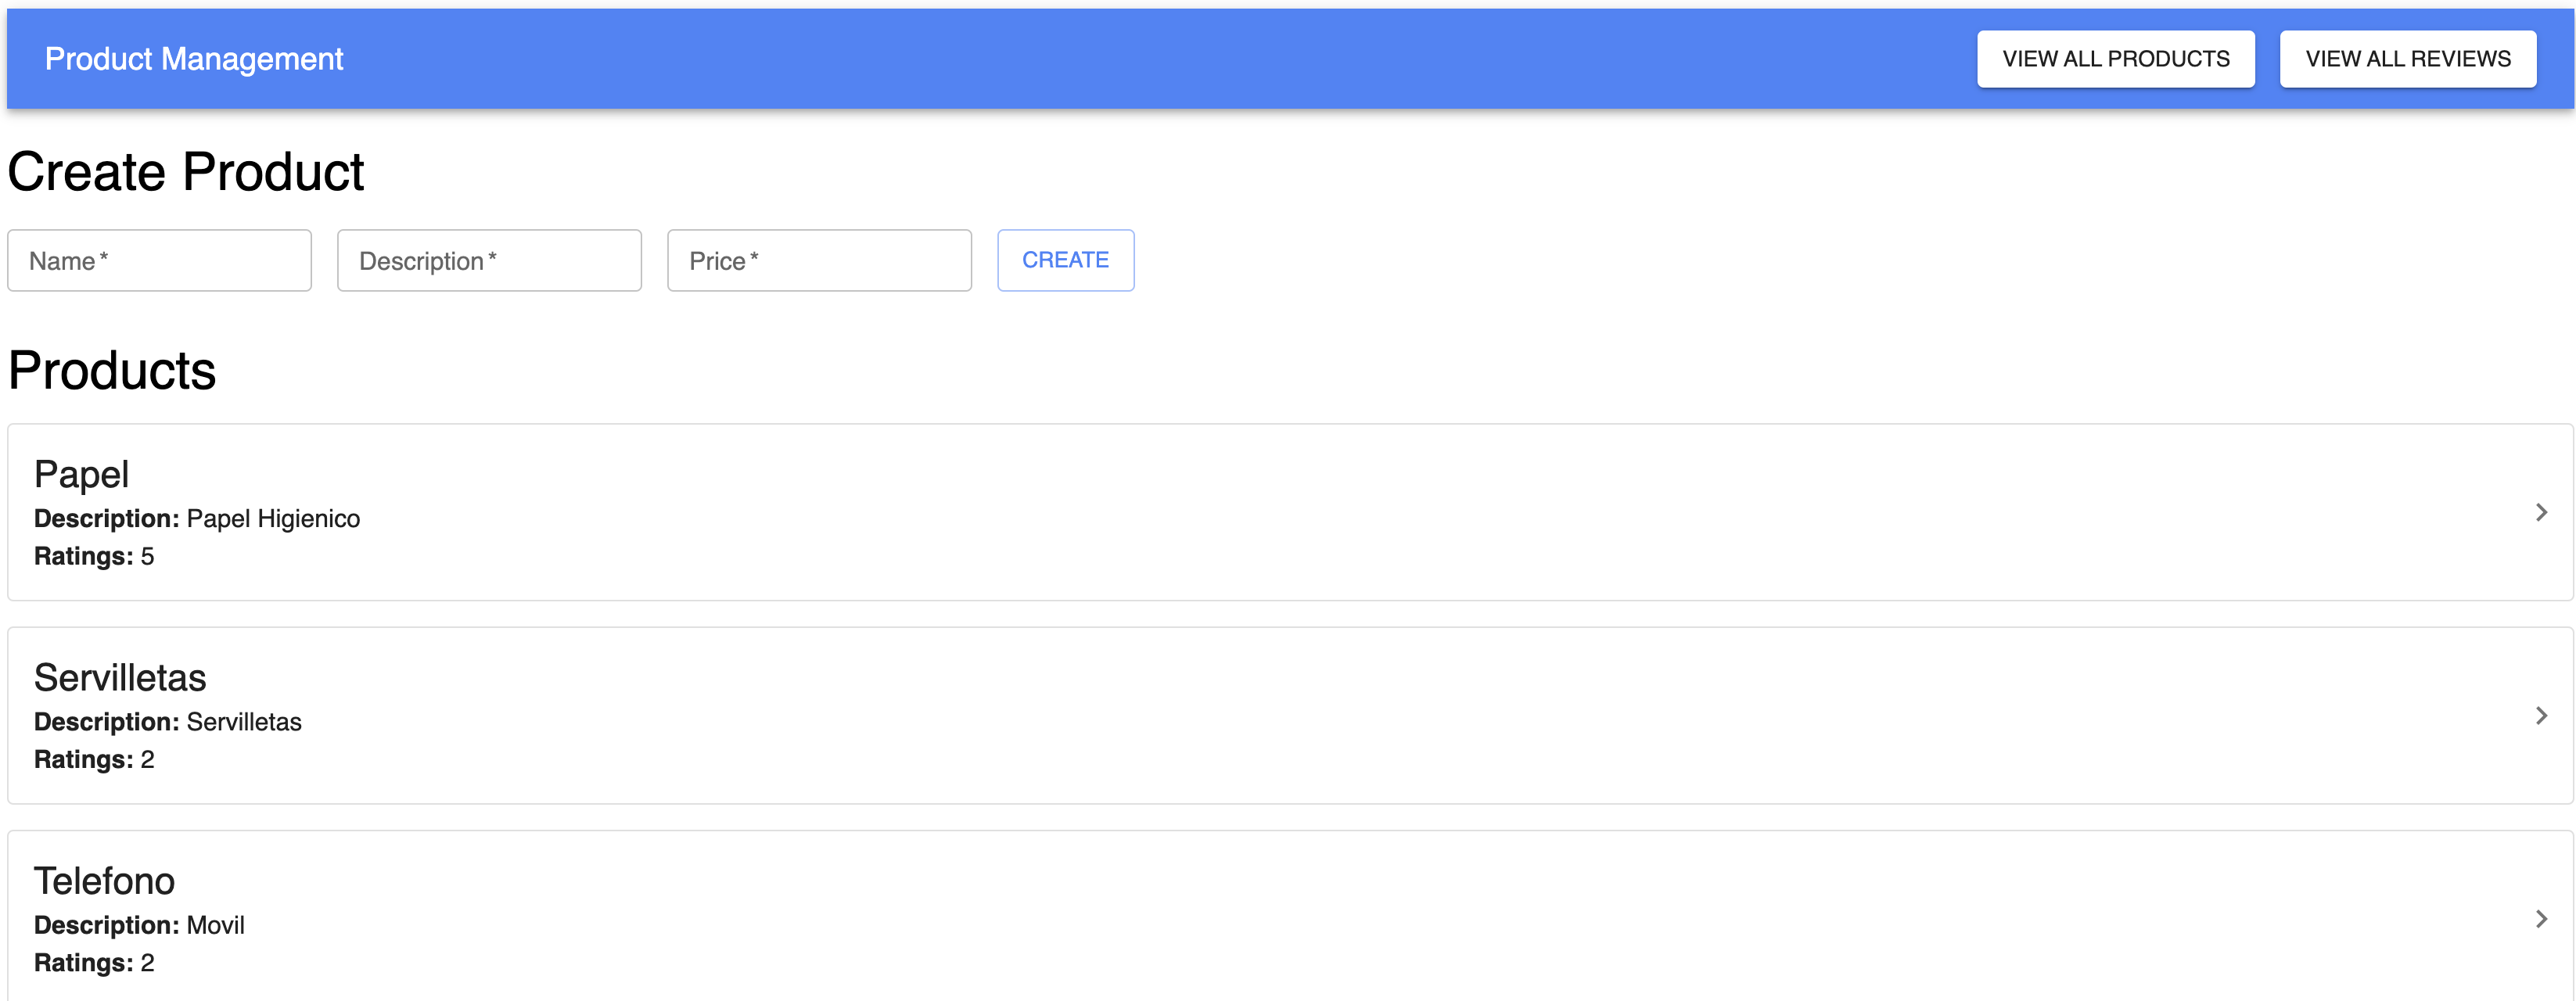 Product Management
VIEW ALL PRODUCTS
VIEW ALL REVIEWS
Create Product
Name *
Description *
Price *
CREATE
Products
Papel
Description: Papel Higienico
Ratings: 5
Servilletas
Description: Servilletas
Ratings: 2
Telefono
Description: Movil
Ratings: 2